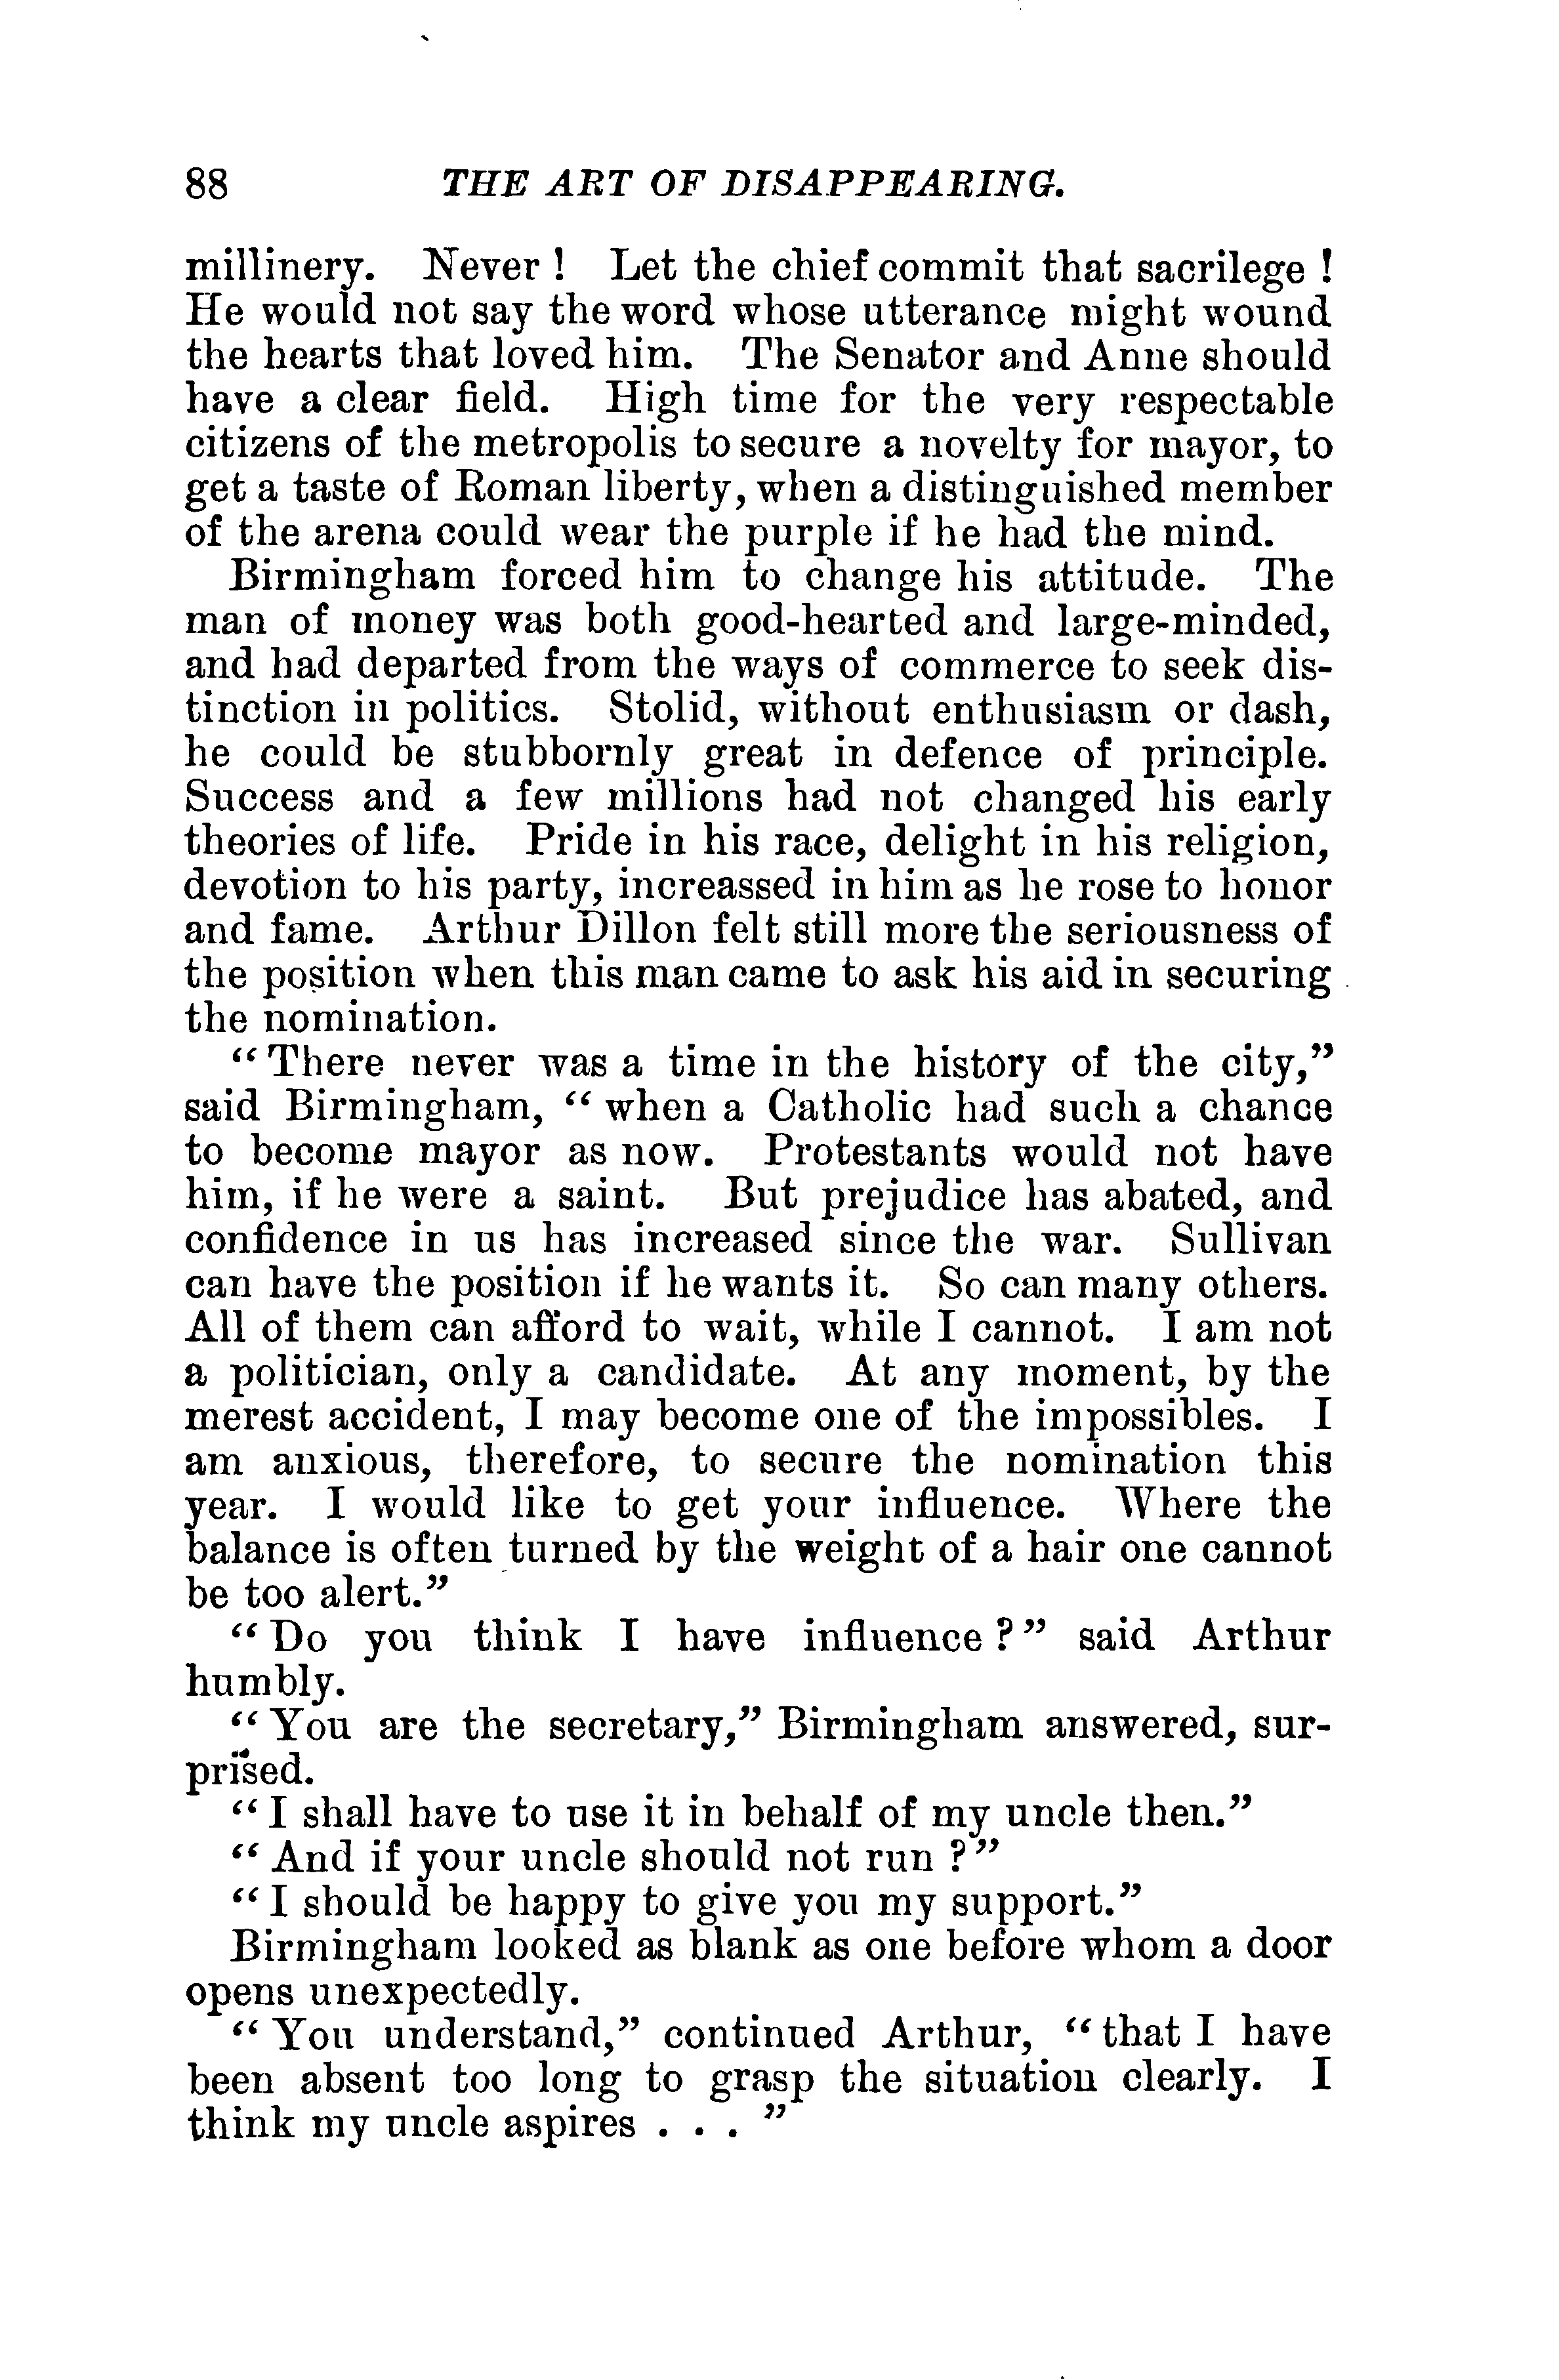 88 THE ART OF DISAPPEARING.
millinery. Never ! Let the chief commit that sacrilege !
He would not say the word whose utterance might wound
the hearts that loved him. The Senator and Anne should
have a clear field. High time for the very respectable
citizens of the metropolis to secure a novelty for mayor, to
get a taste of Roman liberty, when a distinguished member
of the arena could wear the purple if he had the mind.
Birmingham forced him to change his attitude. The
man of money was both good-hearted and large-minded,
and had departed from the ways of commerce to seek dis-
tinction in politics. Stolid, without enthusiasm or dash,
he could be stubbornly great in defence of principle.
Success and a few millions had not changed his early
theories of life. Pride in his race, delight in his religion,
devotion to his party, increassed in him as he rose to honor
and fame. Arthur Dillon felt still more the seriousness of
the position when this man came to ask his aid in securing
the nomination.
“ There never was a time in the history of the city,”
said Birmingham, “ when a Catholic had such a chance
to become mayor as now. Protestants would not have
him, if he were a saint. But prejudice has abated, and
confidence in us has increased since the war. Sullivan
can have the position if he wants it. So can many others.
All of them can afford to wait, while I cannot. I am not
a politician, only a candidate. At any moment, by the
merest accident, I may become one of the impossibles. I
am anxious, therefore, to secure the nomination this
year. I would like to get your influence. Where the
balance is often turned by the weight of a hair one cannot
be too alert.”
“ Do you think I have influence ? ” said Arthur
humbly.
“ You are the secretary,” Birmingham answered, sur-
prised.
“ I shall have to use it in behalf of my uncle then.”
“ And if your uncle should not run ? ”
“ I should be happy to give you my support.”
Birmingham looked as blank as one before whom a door
opens unexpectedly.
“ You understand,” continued Arthur, “ that I have
been absent too long to grasp the situation clearly. I
think my uncle aspires . . . ”